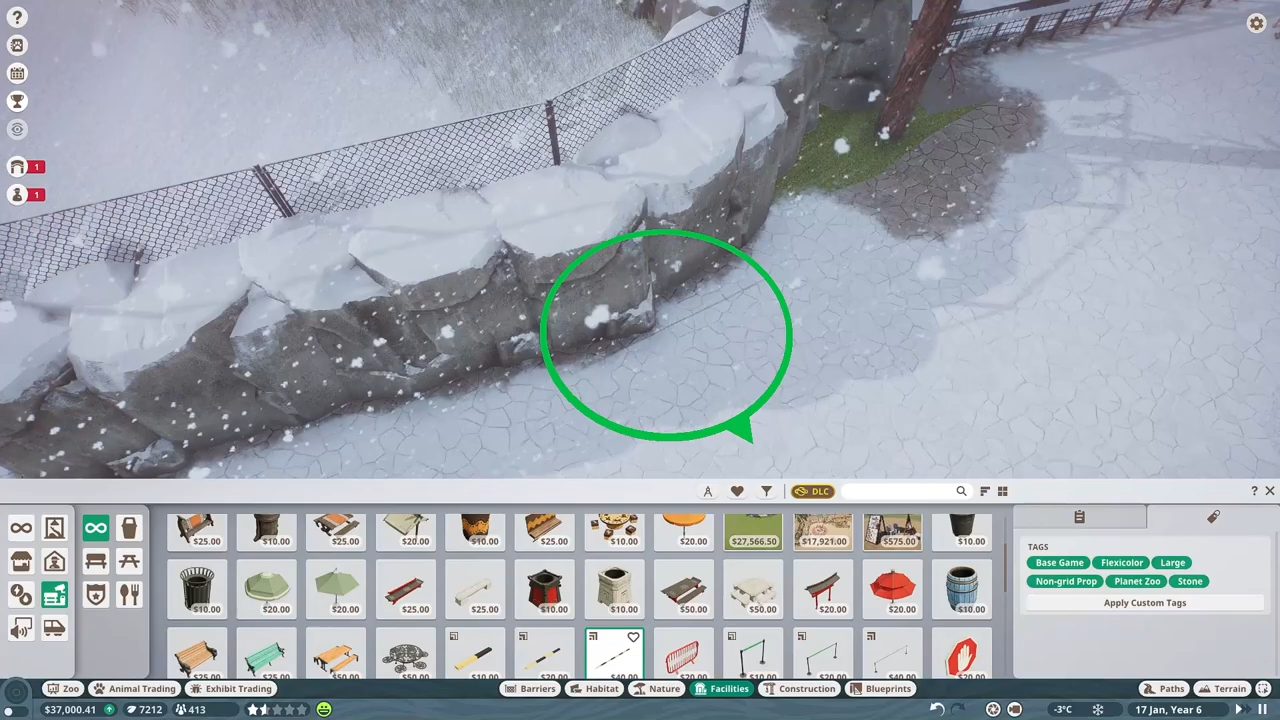 ?
1
1
DLC
? ×
$25.00 $10.00 $25.00 $20.00 $10.00 $25.00 $10.00 $20.00 $27,566.50 $17,921.00 $575.00 $10.00
$10.00 $20.00 $20.00 $25.00 $25.00 $10.00 $10.00 $50.00 $50.00 $20.00 $20.00 $10.00
TAGS
Base Game Flexicolor Large
Non-grid Prop Planet Zoo Stone
Apply Custom Tags
Zoo Animal Trading Exhibit Trading Barriers Habitat Nature Facilities Construction Blueprints Paths Terrain
$37,000.41 7212 413 -3°C 17 Jan, Year 6